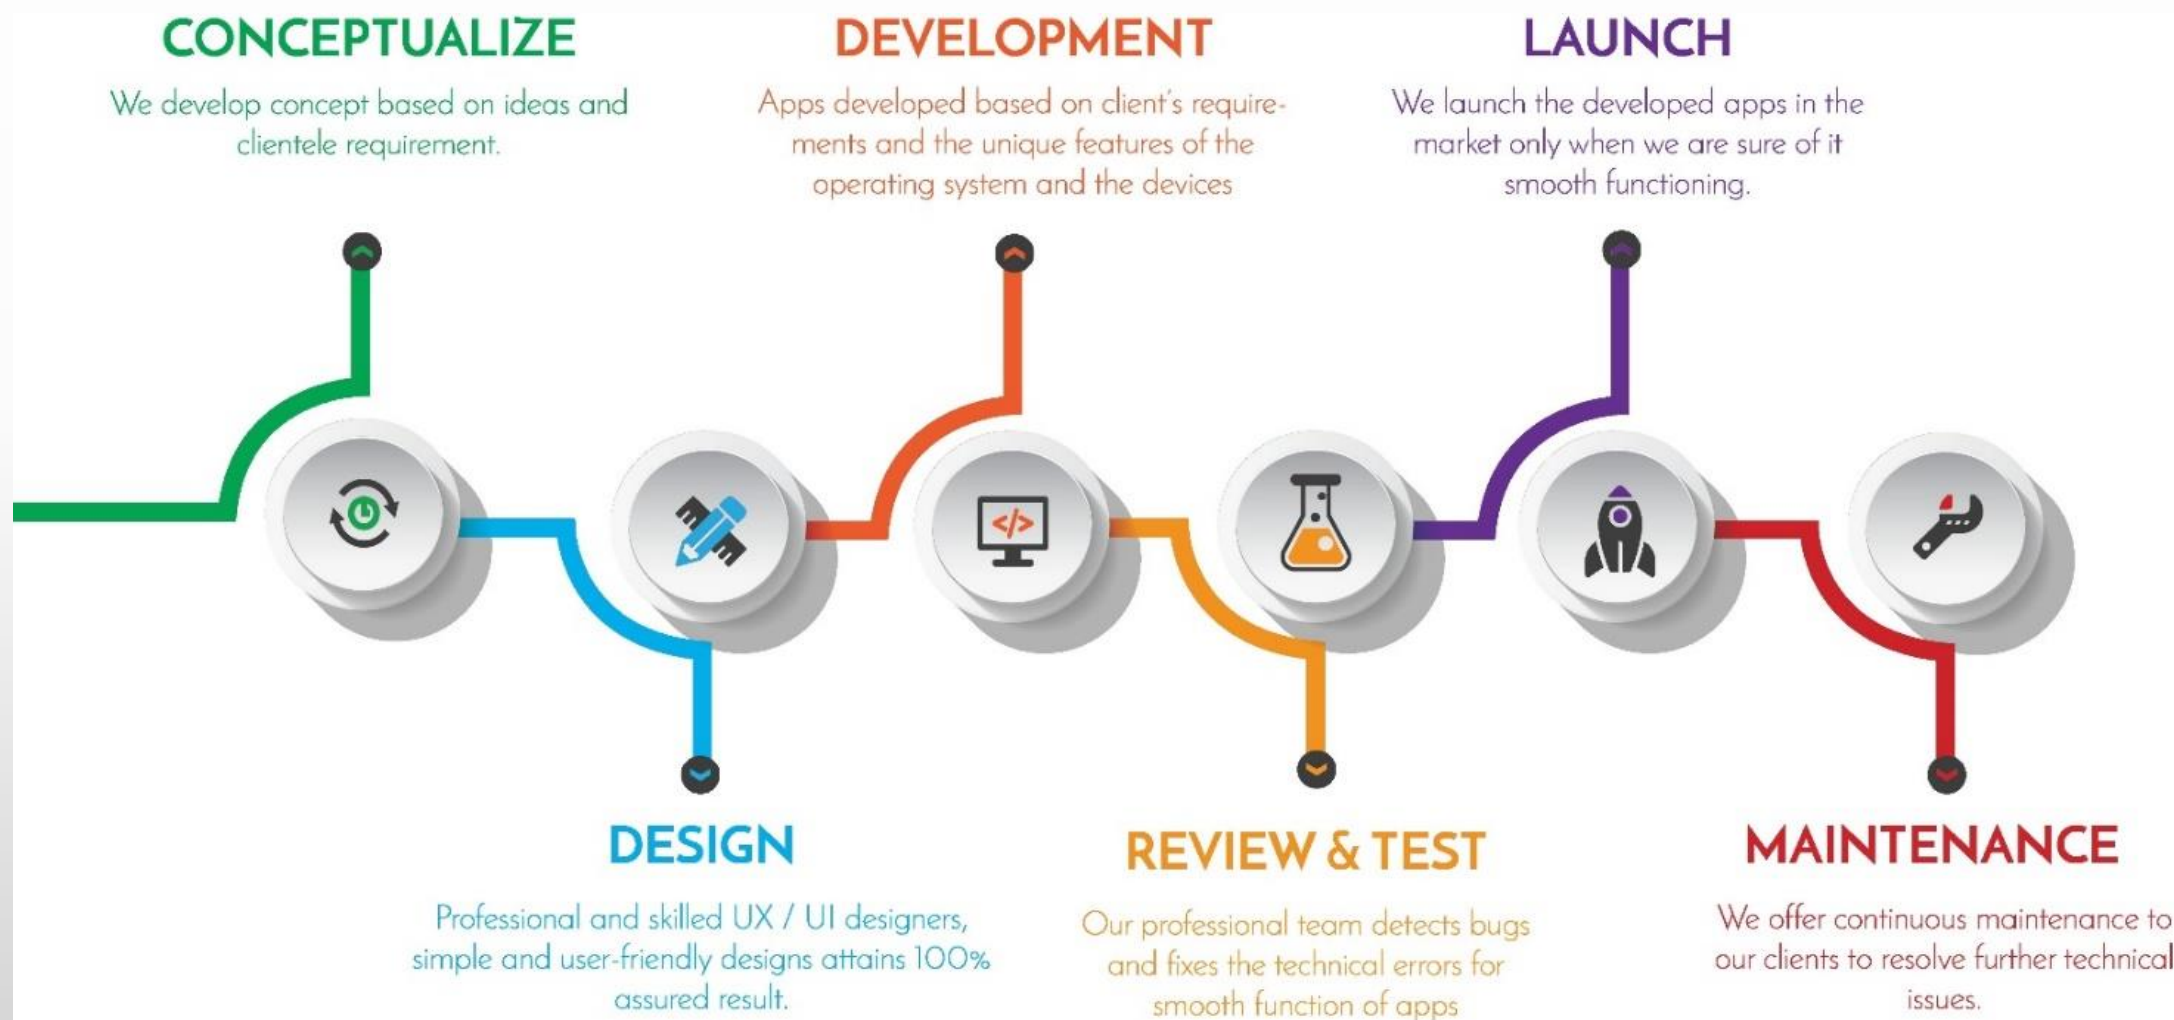 CONCEPTUALIZE
We develop concept based on ideas and
clientele requirement.
DEVELOPMENT
Apps developed based on client's require-
ments and the unique features of the
operating system and the devices
LAUNCH
We launch the developed apps in the
market only when we are sure of it
smooth functioning.
</>
DESIGN
Professional and skilled UX / UI designers,
simple and user-friendly designs attains 100%
assured result.
REVIEW & TEST
Our professional team detects bugs
and fixes the technical errors for
smooth function of apps
MAINTENANCE
We offer continuous maintenance to
our clients to resolve further technical
issues.